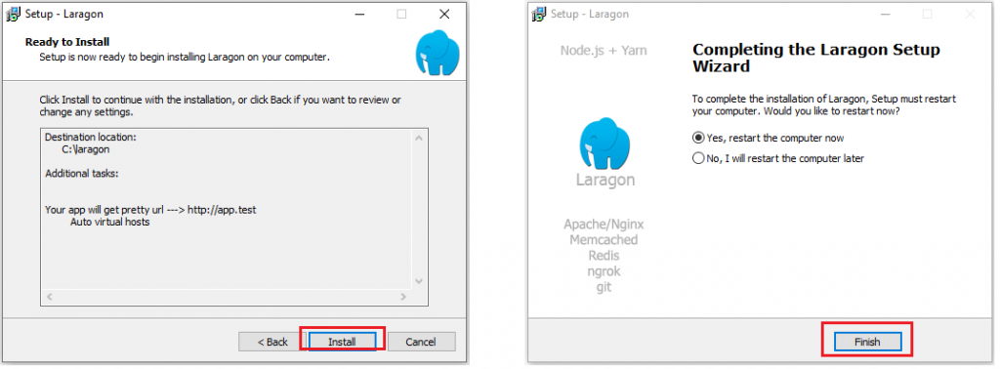 Setup - Laragon
Ready to Install
Setup is now ready to begin installing Laragon on your computer.
Click Install to continue with the installation, or click Back if you want to review or
change any settings.
Destination location:
C:\laragon
Additional tasks:
Your app will get pretty url ---> http://app.test
Auto virtual hosts
< Back
Install
Cancel
Setup - Laragon
Node.js + Yarn
Laragon
Apache/Nginx
Memcached
Redis
ngrok
git
Completing the Laragon Setup
Wizard
To complete the installation of Laragon, Setup must restart
your computer. Would you like to restart now?
Yes, restart the computer now
No, I will restart the computer later
Finish